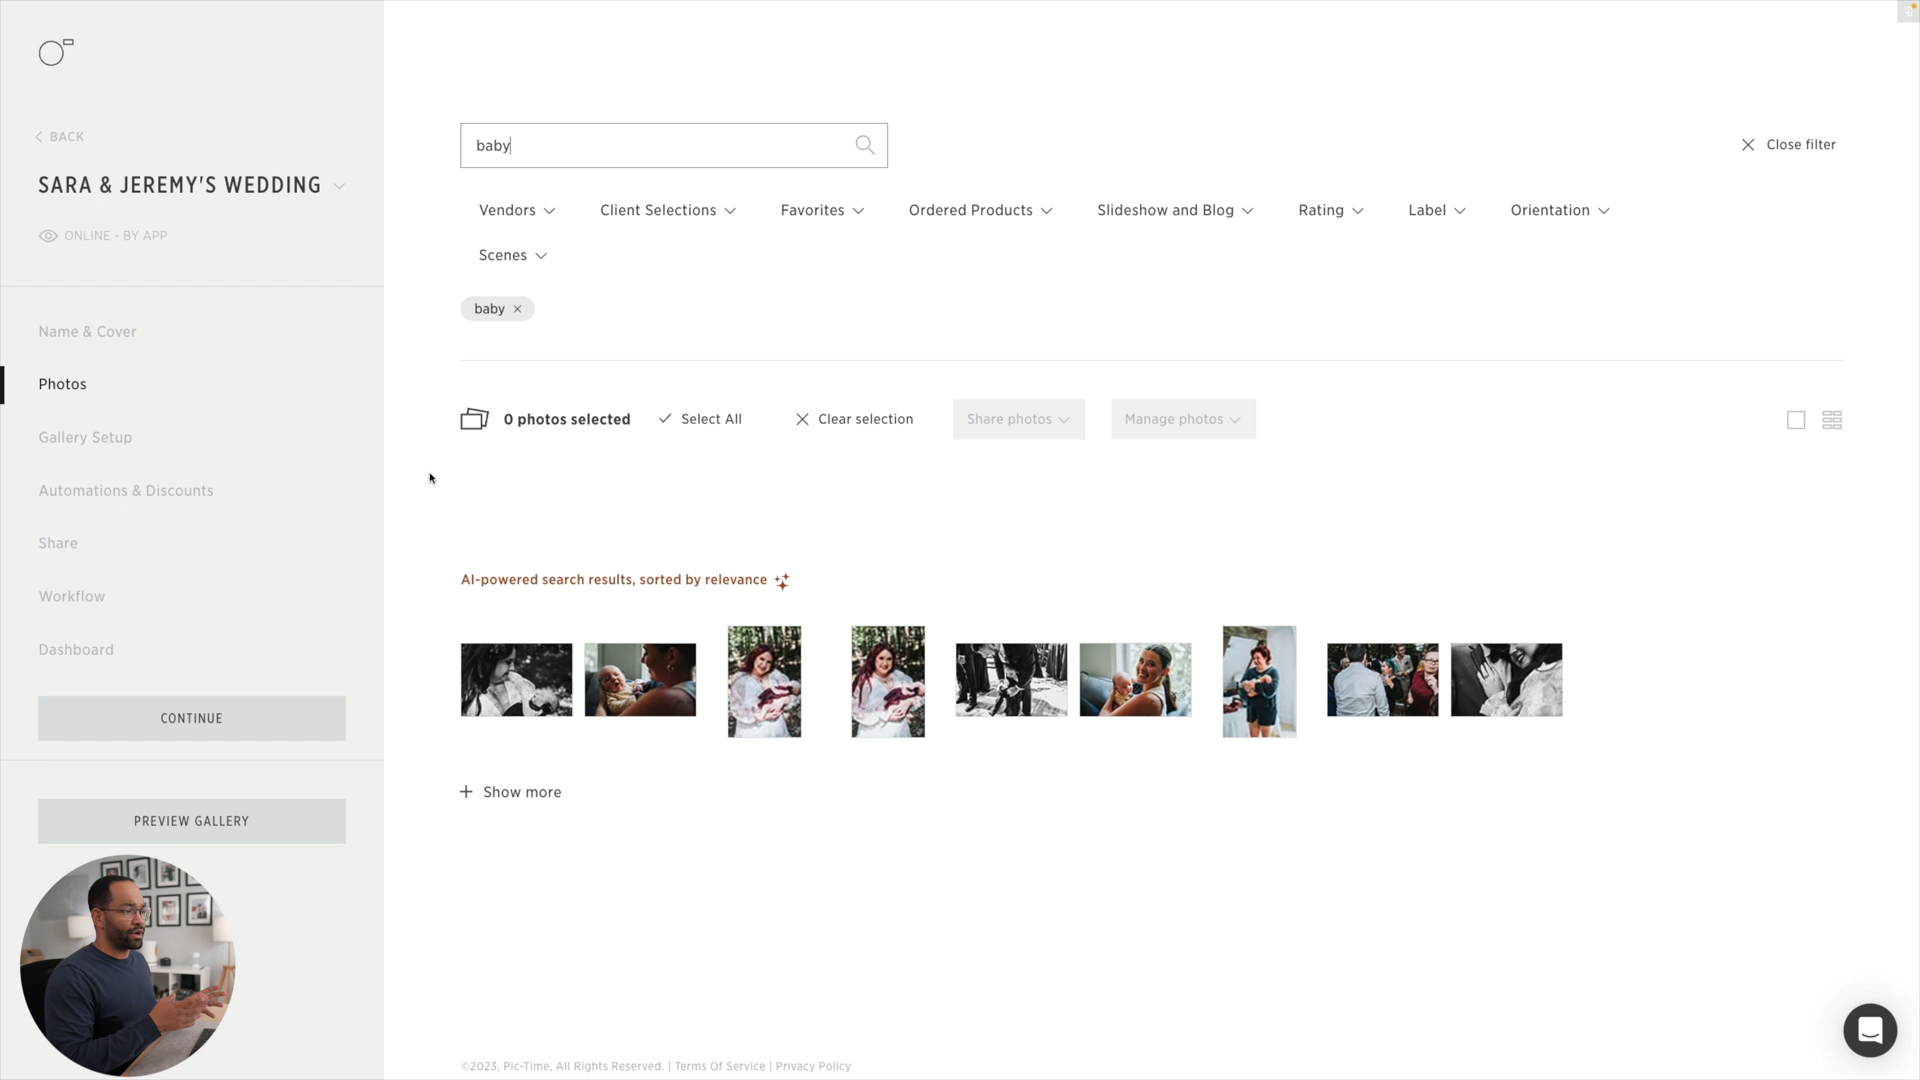 BACK
SARA & JEREMY'S WEDDING
ONLINE - BY APP
Name & Cover
Photos
Gallery Setup
Automations & Discounts
Share
Workflow
Dashboard
CONTINUE
PREVIEW GALLERY
baby
Close filter
Vendors Client Selections Favorites Ordered Products Slideshow and Blog Rating Label Orientation
Scenes
baby
0 photos selected Select All Clear selection Share photos Manage photos
AI-powered search results, sorted by relevance
Show more
©2023, Pic-Time, All Rights Reserved. | Terms Of Service | Privacy Policy